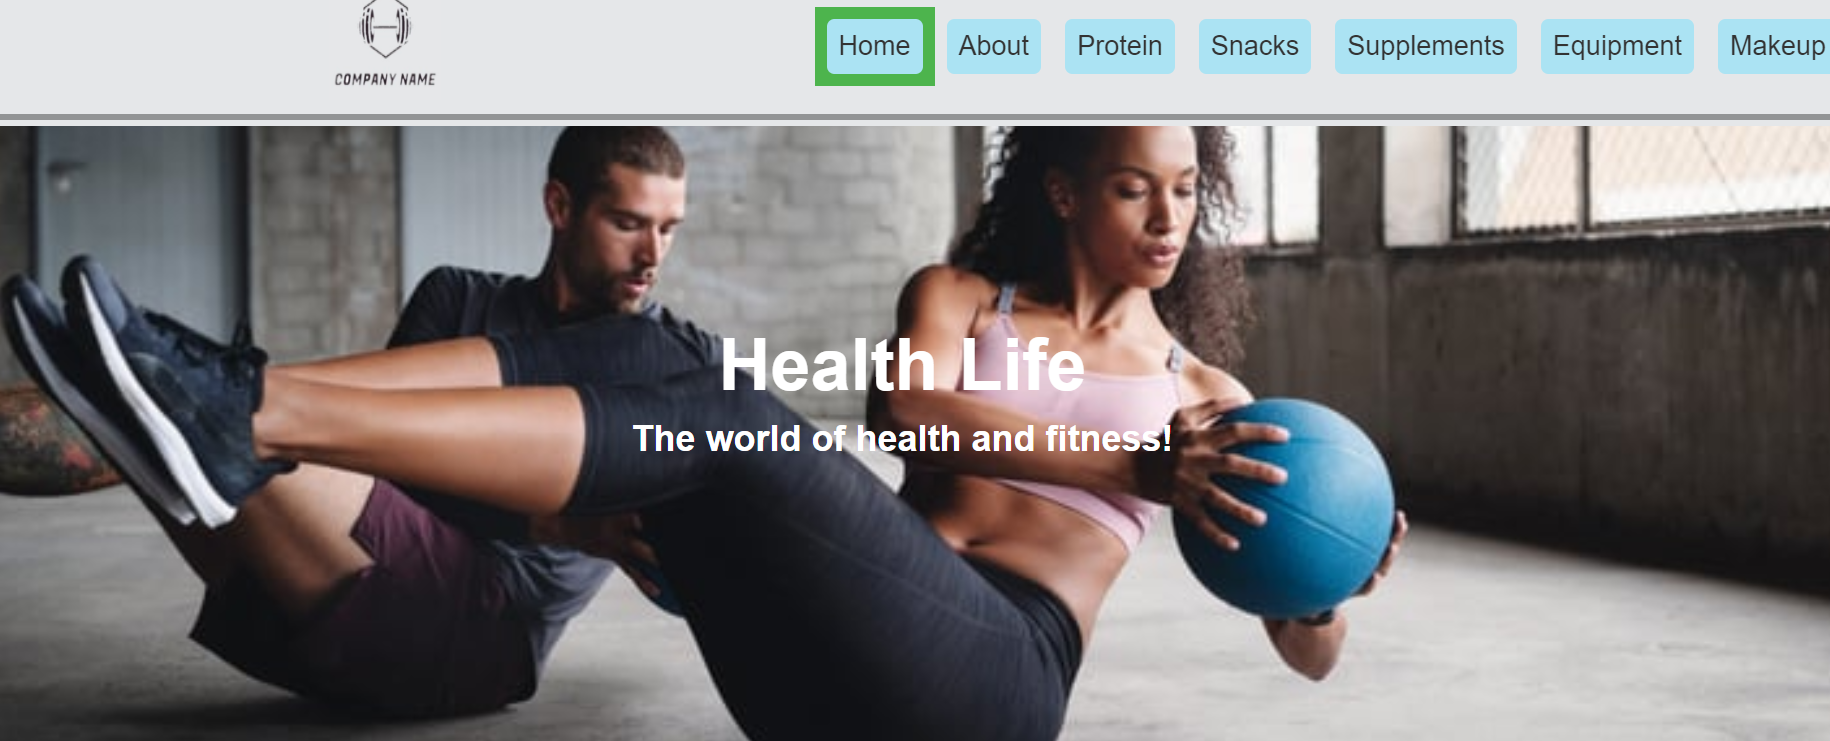 COMPANY NAME
Home About Protein Snacks Supplements Equipment Makeup
Health Life
The world of health and fitness!